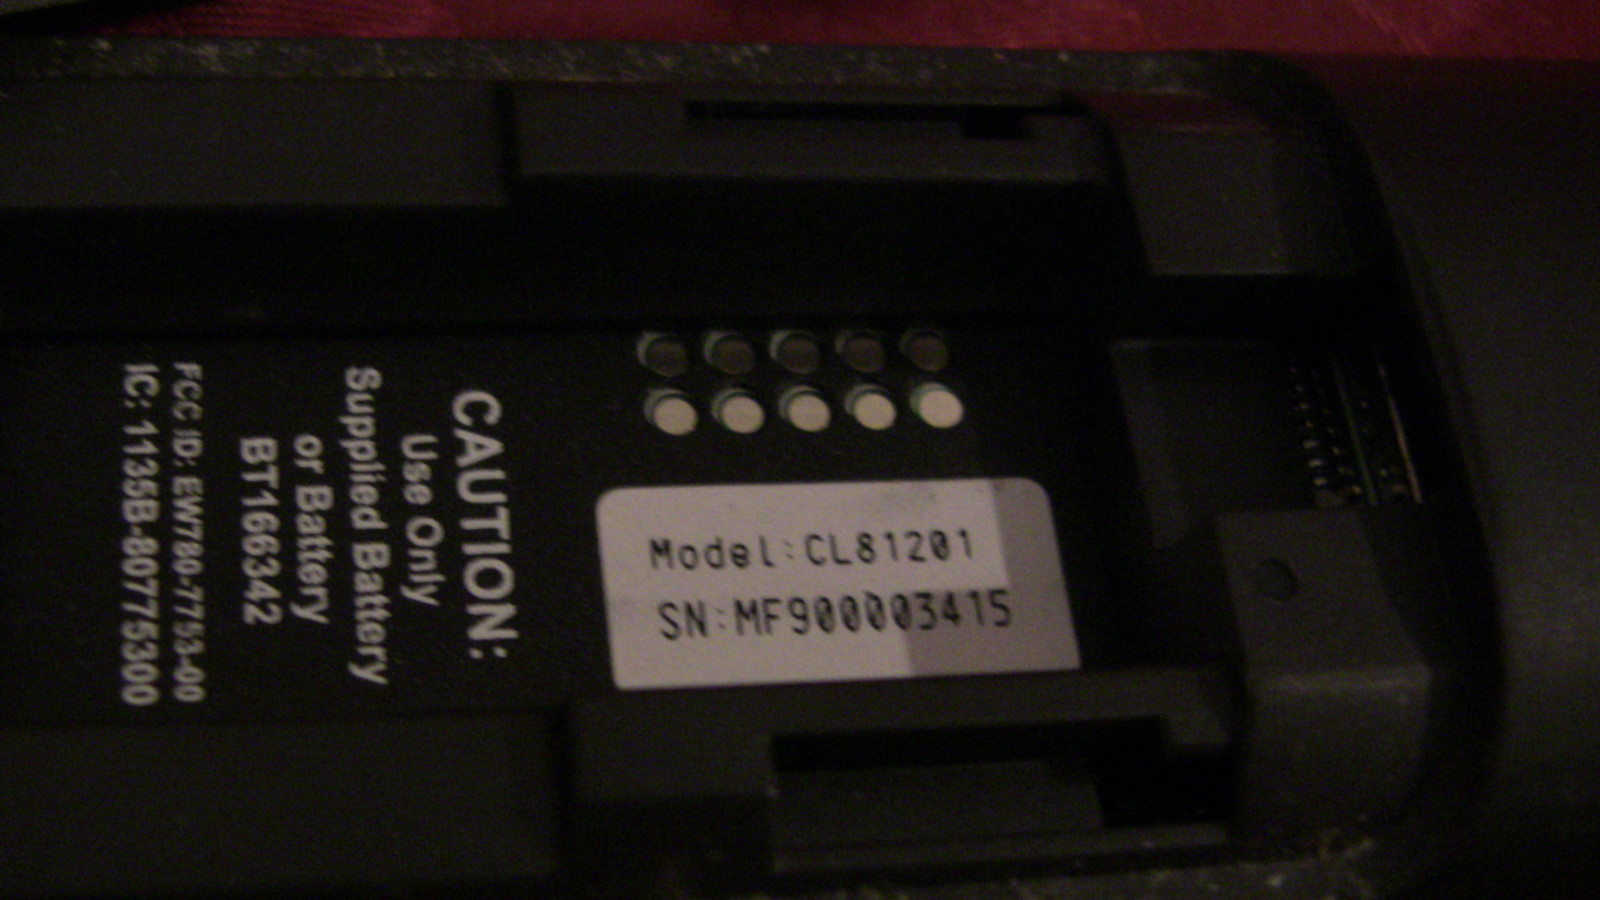 CAUTION:
Use Only
Supplied Battery
or Battery
BT166342
FCC ID: EW780-7753-00
IC: 1135B-80775300
Model:CL81201
SN:MF900003415